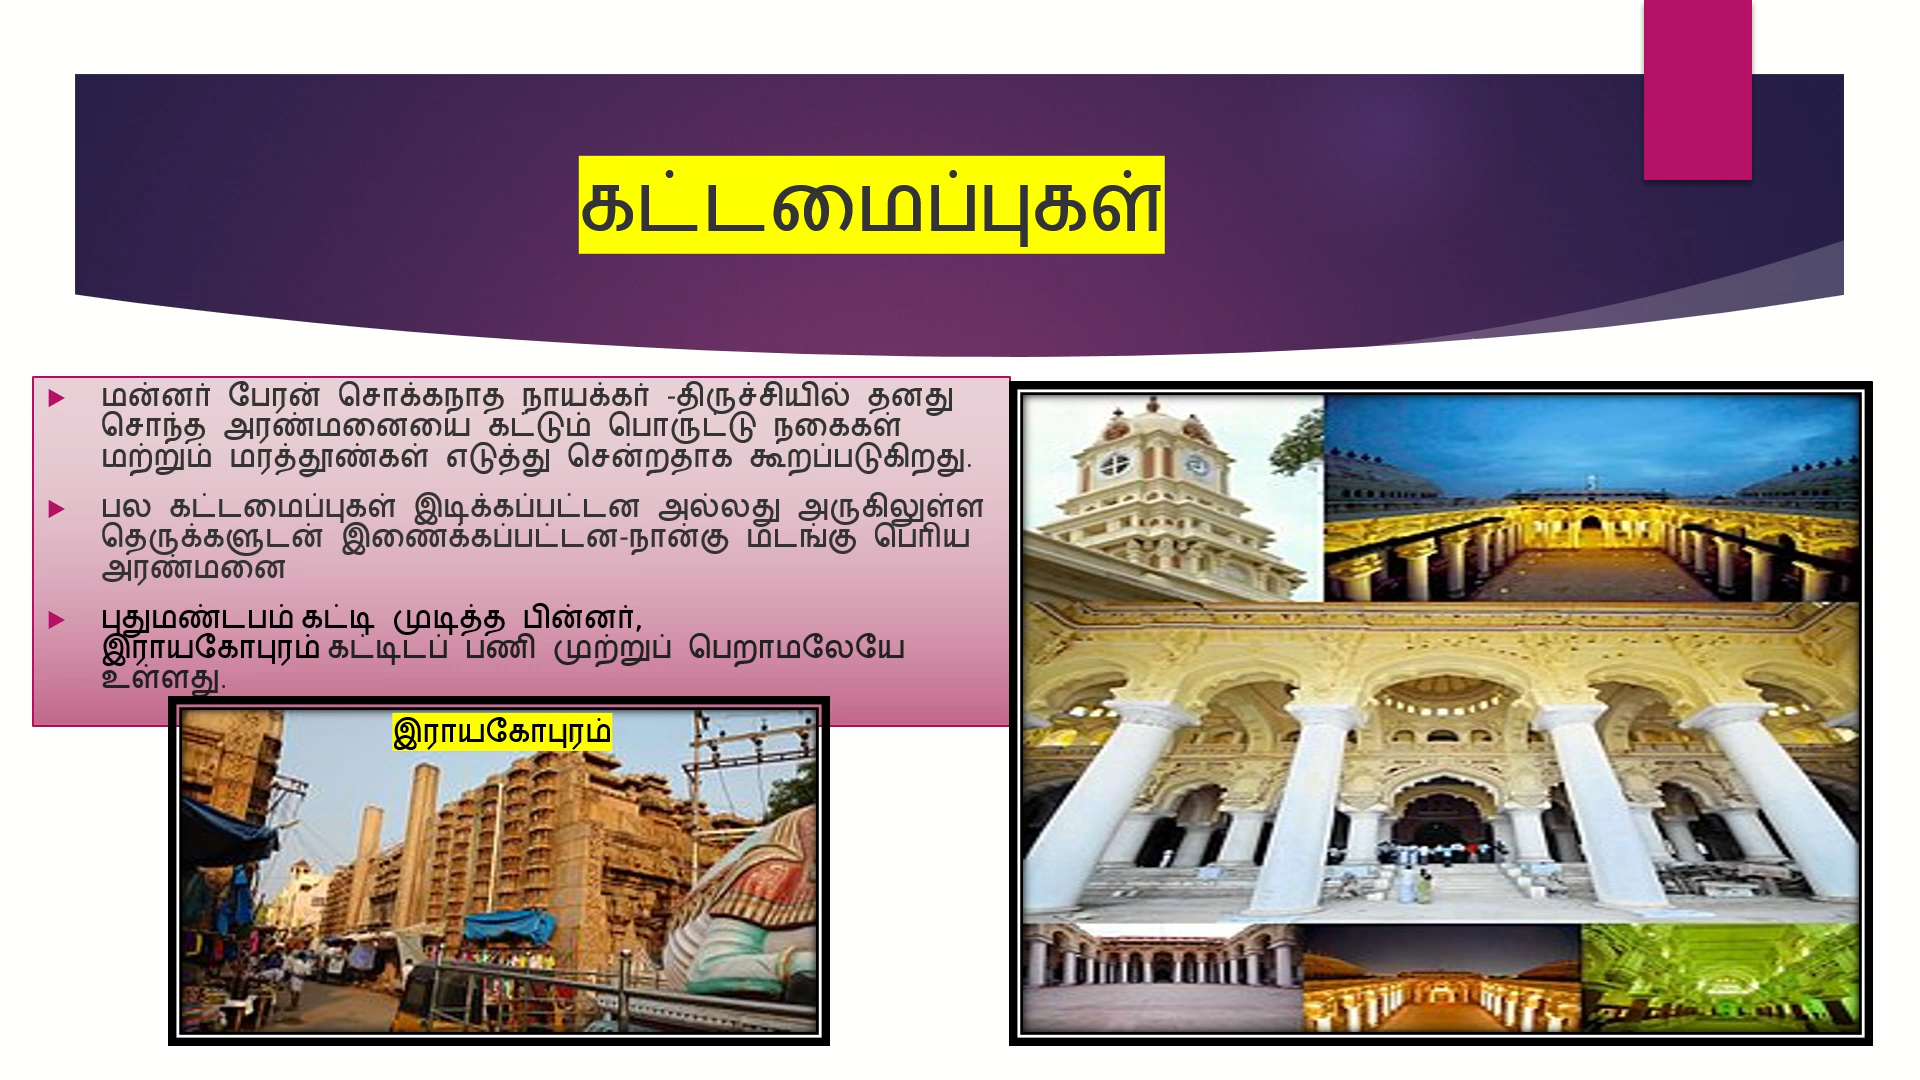 கட்டமைப்புகள்
மன்னர் பேரன் சொக்கநாத நாயக்கர் -திருச்சியில் தனது
சொந்த அரண்மனையை கட்டும் பொருட்டு நகைகள்
மற்றும் மரத்தூண்கள் எடுத்து சென்றதாக கூறப்படுகிறது.
பல கட்டமைப்புகள் இடிக்கப்பட்டன அல்லது அருகிலுள்ள
தெருக்களுடன் இணைக்கப்பட்டன-நான்கு மடங்கு பெரிய
அரண்மனை
புதுமண்டபம் கட்டி முடித்த பின்னர்,
இராயகோபுரம் கட்டிடப் பணி முற்றுப் பெறாமலேயே
உள்ளது.
இராயகோபுரம்